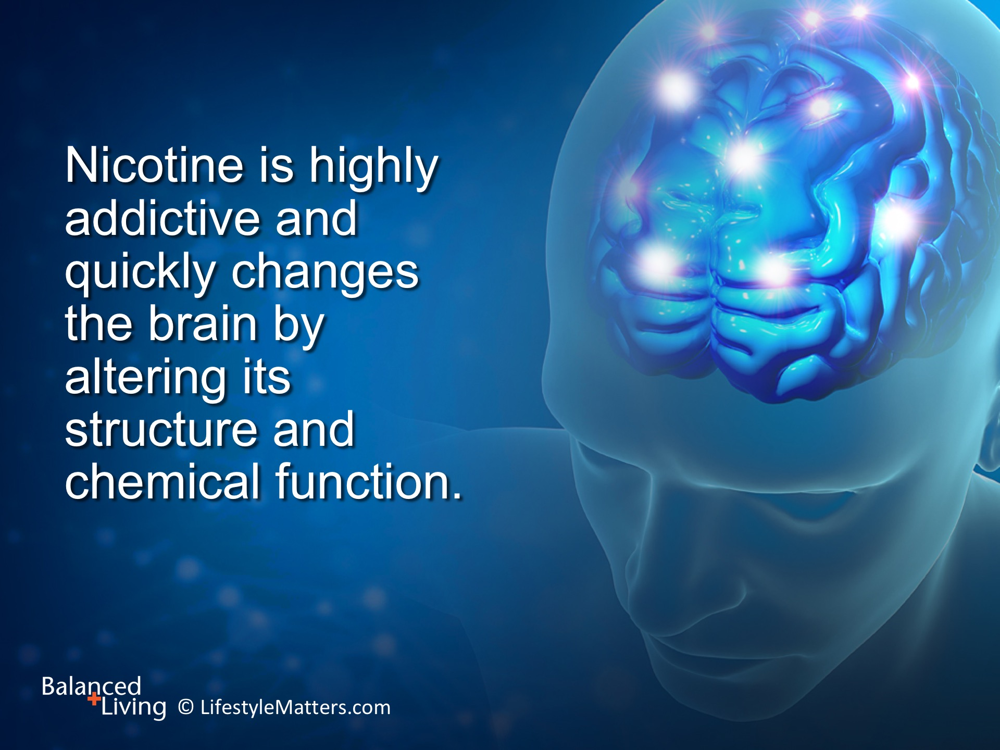 Nicotine is highly
addictive and
quickly changes
the brain by
altering its
structure and
chemical function.
Balanced
+Living © LifestyleMatters.com